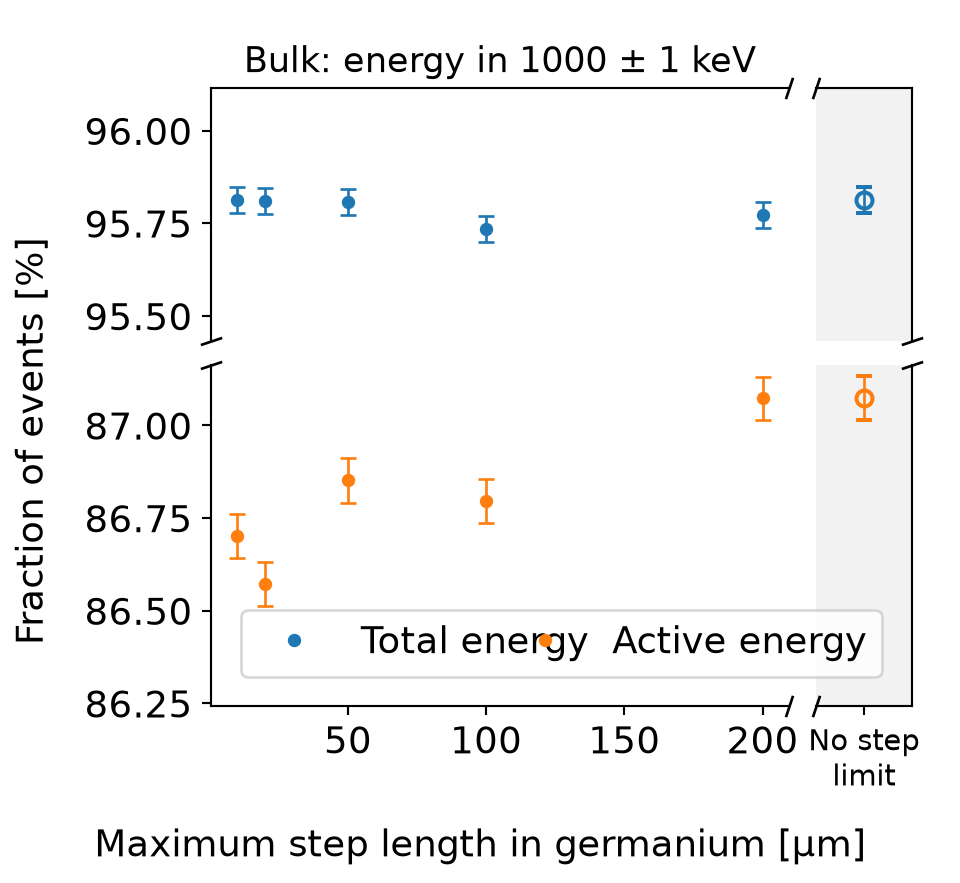 Bulk: energy in 1000 ± 1 keV
Fraction of events [%]
96.00
95.75
95.50
87.00
86.75
86.50
86.25
Total energy
Active energy
50
100
150
200
No step
limit
Maximum step length in germanium [μm]